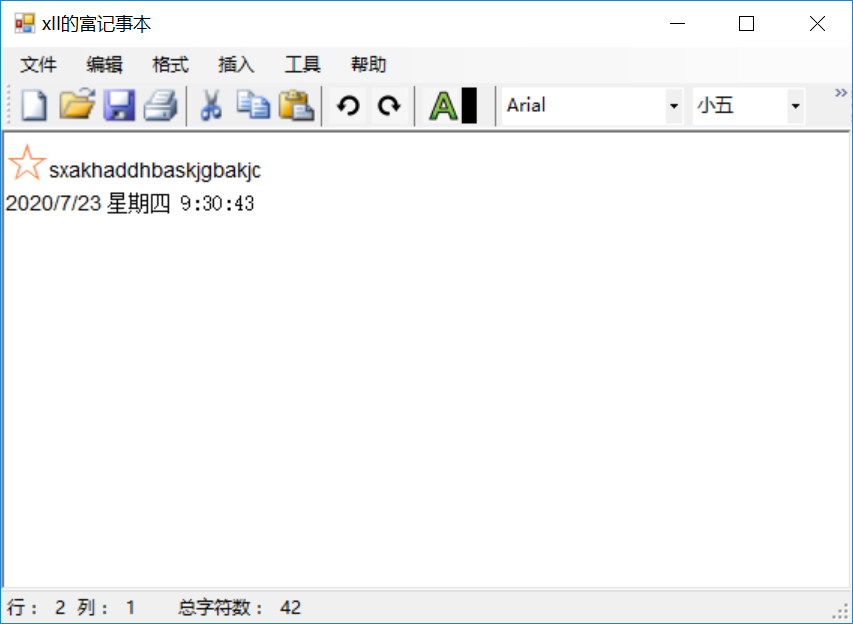 xll的富记事本
文件 编辑 格式 插入 工具 帮助
Arial 小五
sxakhaddhbaskjgbakjc
2020/7/23 星期四 9:30:43
行： 2 列： 1 总字符数： 42